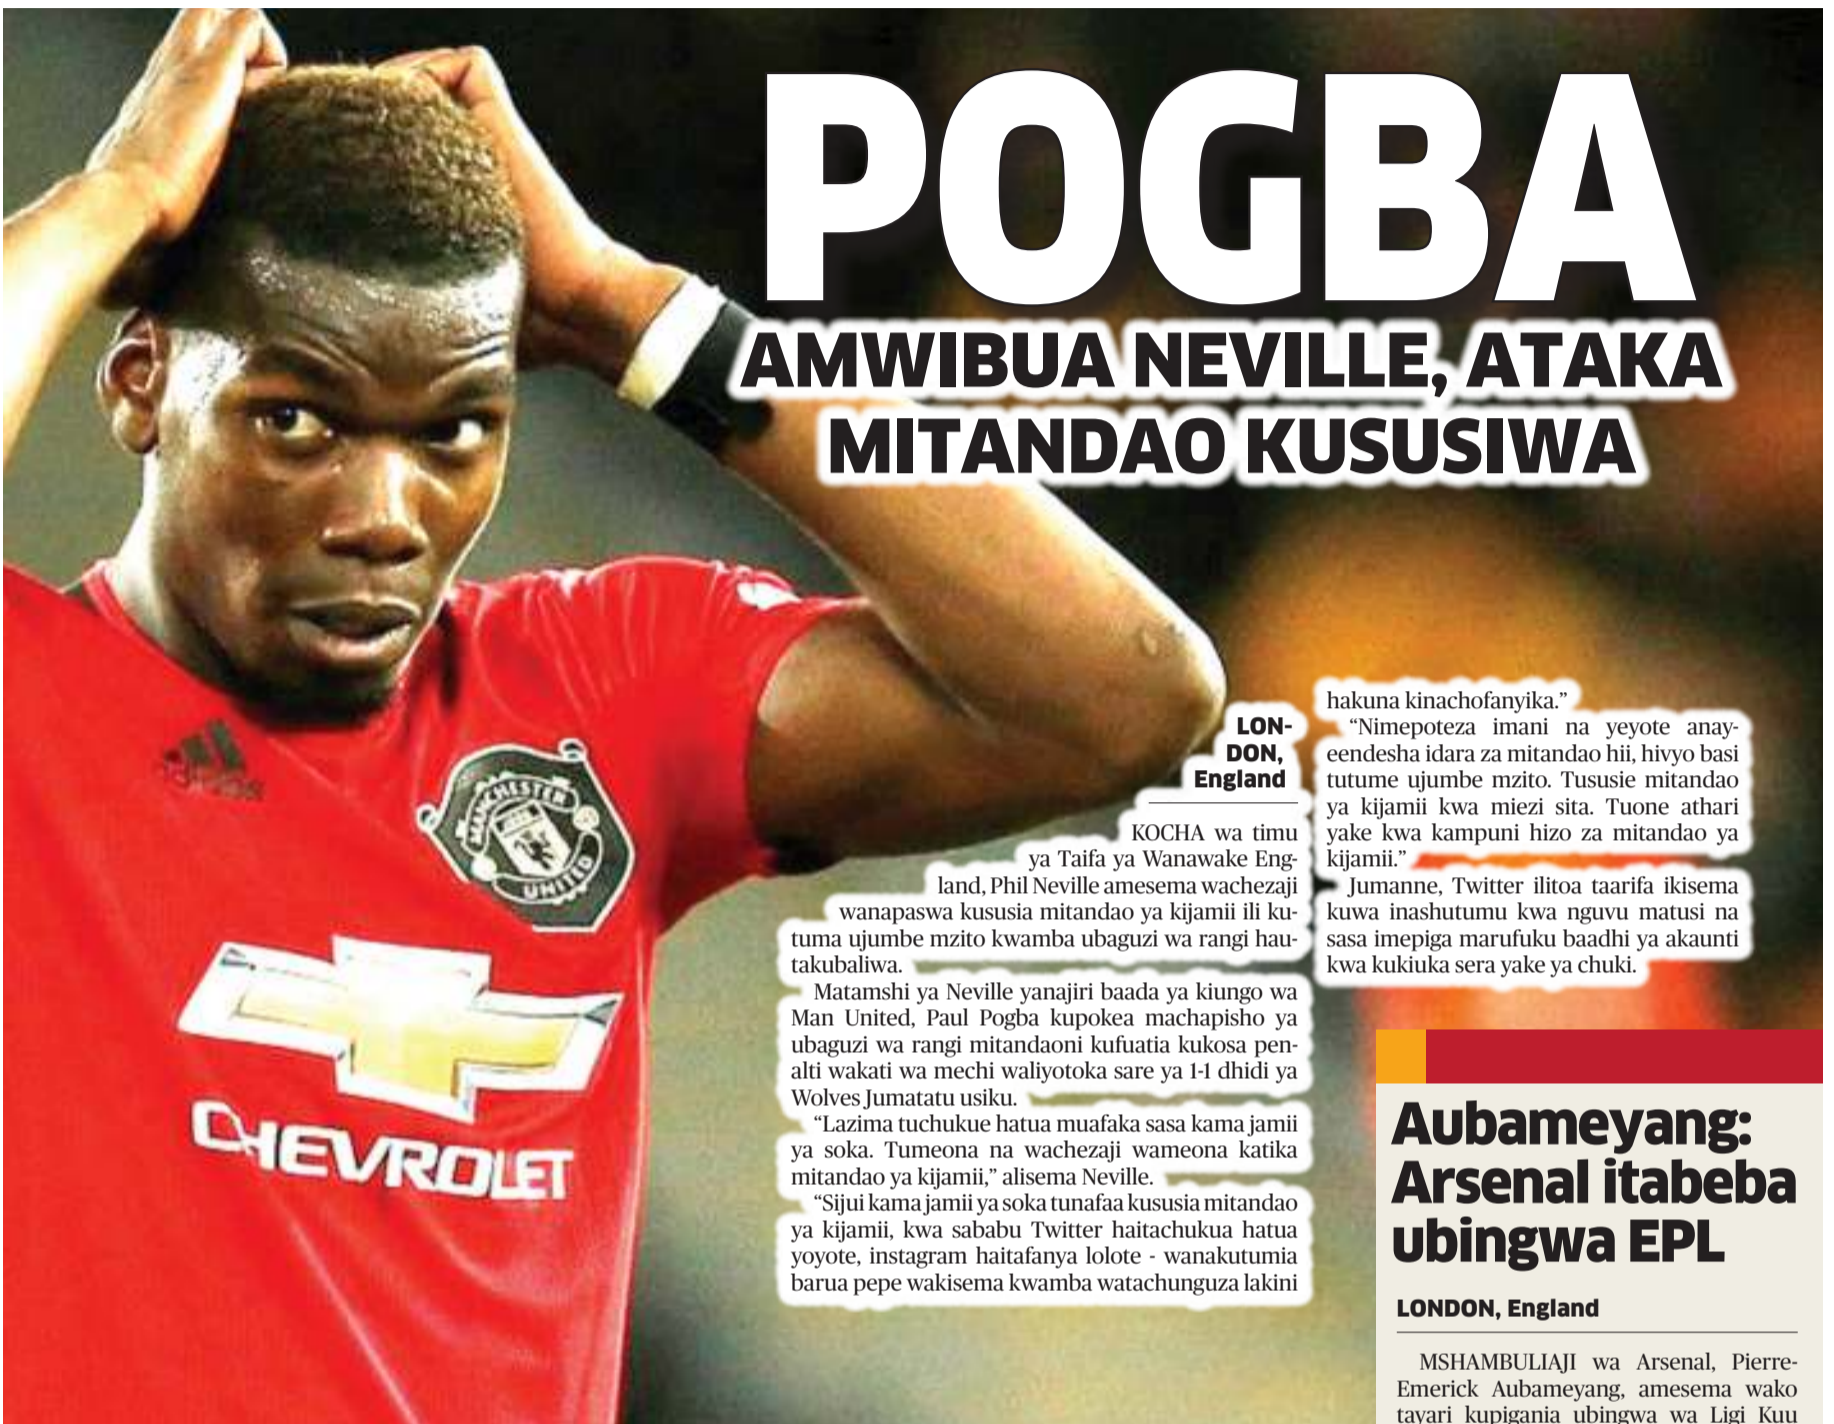 POGBA
AMWIBUA NEVILLE, ATAKA
MITANDAO KUSUSIWA
LON-
DON,
England
KOCHA wa timu
ya Taifa ya Wanawake Eng-
land, Phil Neville amesema wachezaji
wanapaswa kususia mitandao ya kijamii ili ku-
tuma ujumbe mzito kwamba ubaguzi wa rangi hau-
takubaliwa.
Matamshi ya Neville yanajiri baada ya kiungo wa
Man United, Paul Pogba kupokea machapisho ya
ubaguzi wa rangi mitandaoni kufuatia kukosa pen-
alti wakati wa mechi waliyotoka sare ya 1-1 dhidi ya
Wolves Jumatatu usiku.
“Lazima tuchukue hatua muafaka sasa kama jamii
ya soka. Tumeona na wachezaji wameona katika
mitandao ya kijamii,” alisema Neville.
“Sijui kama jamii ya soka tunafaa kususia mitandao
ya kijamii, kwa sababu Twitter haitachukua hatua
yoyote, instagram haitafanya lolote - wanakutumia
barua pepe wakisema kwamba watachunguza lakini
hakuna kinachofanyika.”
“Nimepoteza imani na yeyote anay-
eendesha idara za mitandao hii, hivyo basi
tutume ujumbe mzito. Tususie mitandao
ya kijamii kwa miezi sita. Tuone athari
yake kwa kampuni hizo za mitandao ya
kijamii.”
Jumanne, Twitter ilitoa taarifa ikisema
kuwa inashutumu kwa nguvu matusi na
sasa imepiga marufuku baadhi ya akaunti
kwa kukiuka sera yake ya chuki.
MANCHESTER
UNITED
CHEVROLET
Aubameyang:
Arsenal itabeba
ubingwa EPL
LONDON, England
MSHAMBULIAJI wa Arsenal, Pierre-
Emerick Aubameyang, amesema wako
tayari kupigania ubingwa wa Ligi Kuu